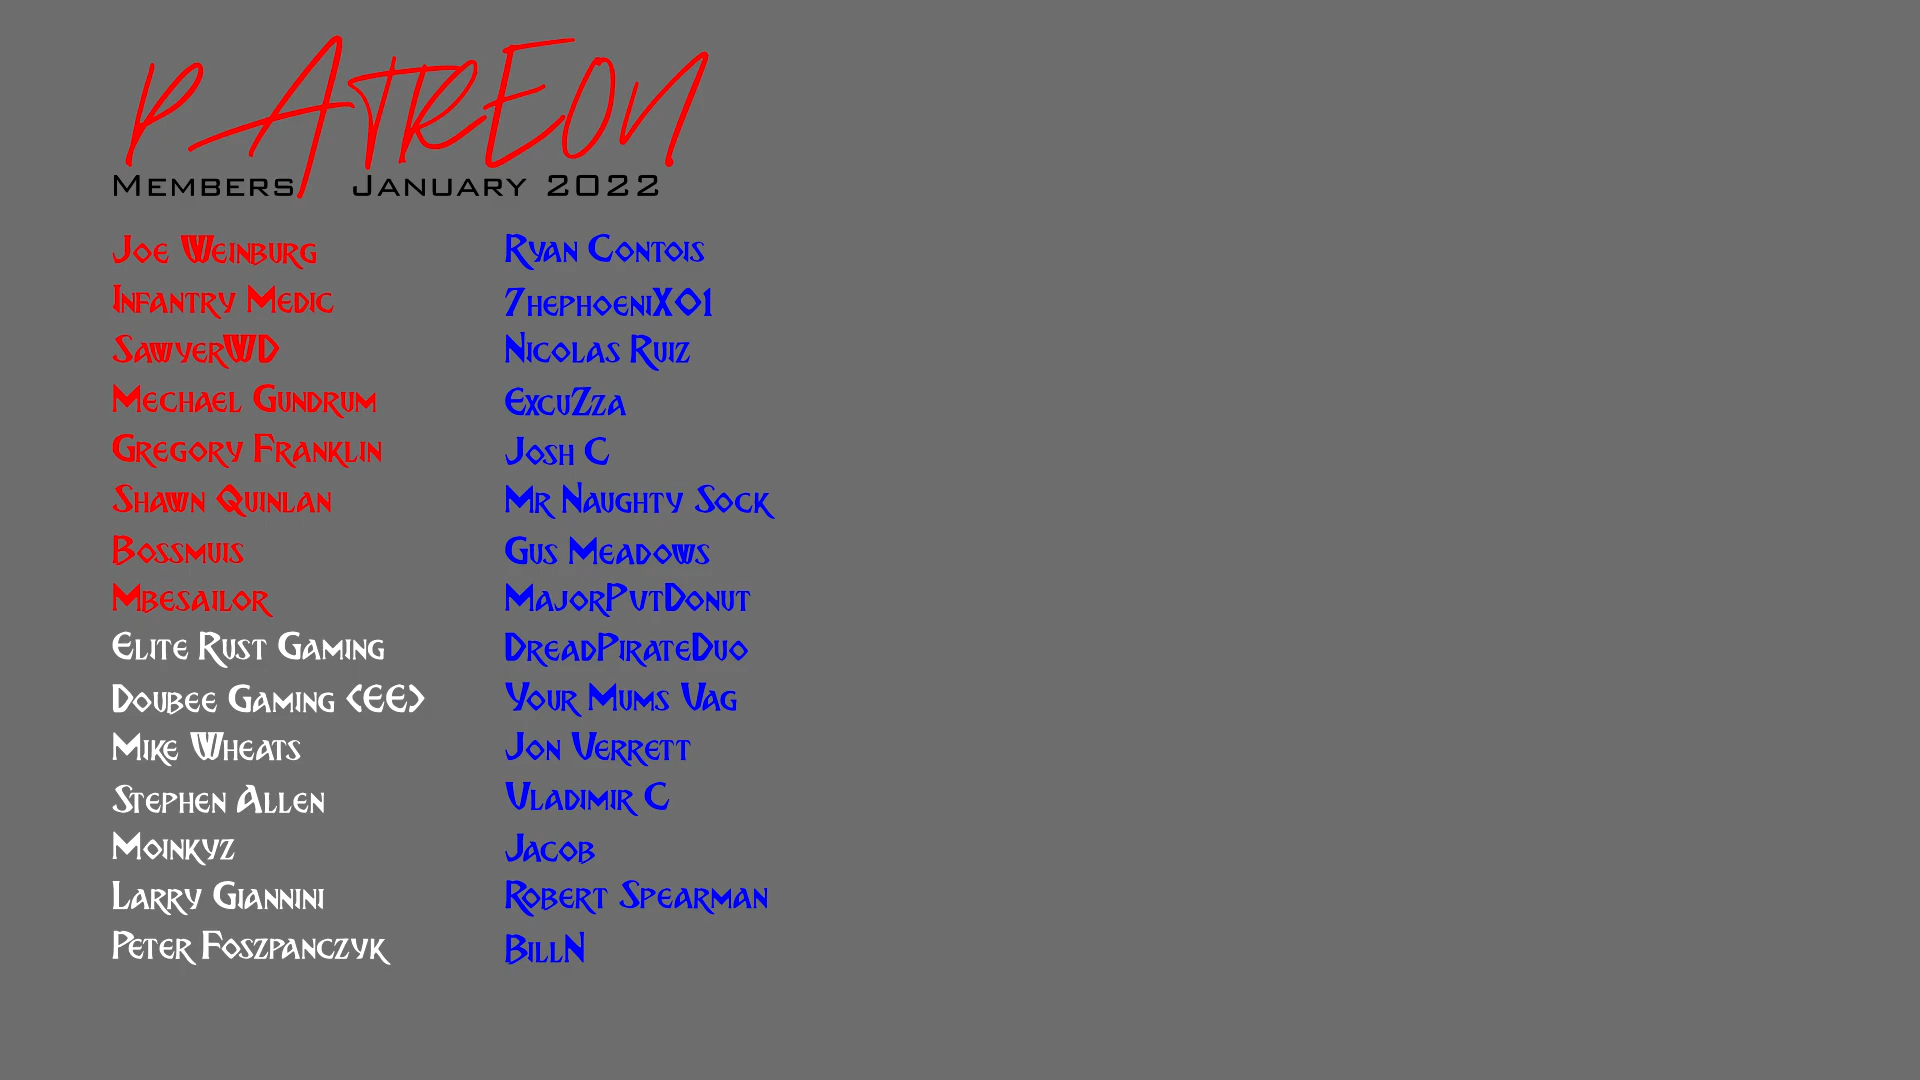 PATREON
Members January 2022
Joe Weinburg
Infantry Medic
SawyerWD
Mechael Gundrum
Gregory Franklin
Shawn Quinlan
Bossmuis
Mbesailor
Elite Rust Gaming
Doubee Gaming <EE>
Mike Wheats
Stephen Allen
Moinkyz
Larry Giannini
Peter Foszpanczyk
Ryan Contois
7hephoeniX01
Nicolas Ruiz
ExcuZza
Josh C
Mr Naughty Sock
Gus Meadows
MajorPutDonut
DreadPirateDuo
Your Mums Vag
Jon Verrett
Vladimir C
Jacob
Robert Spearman
BillN